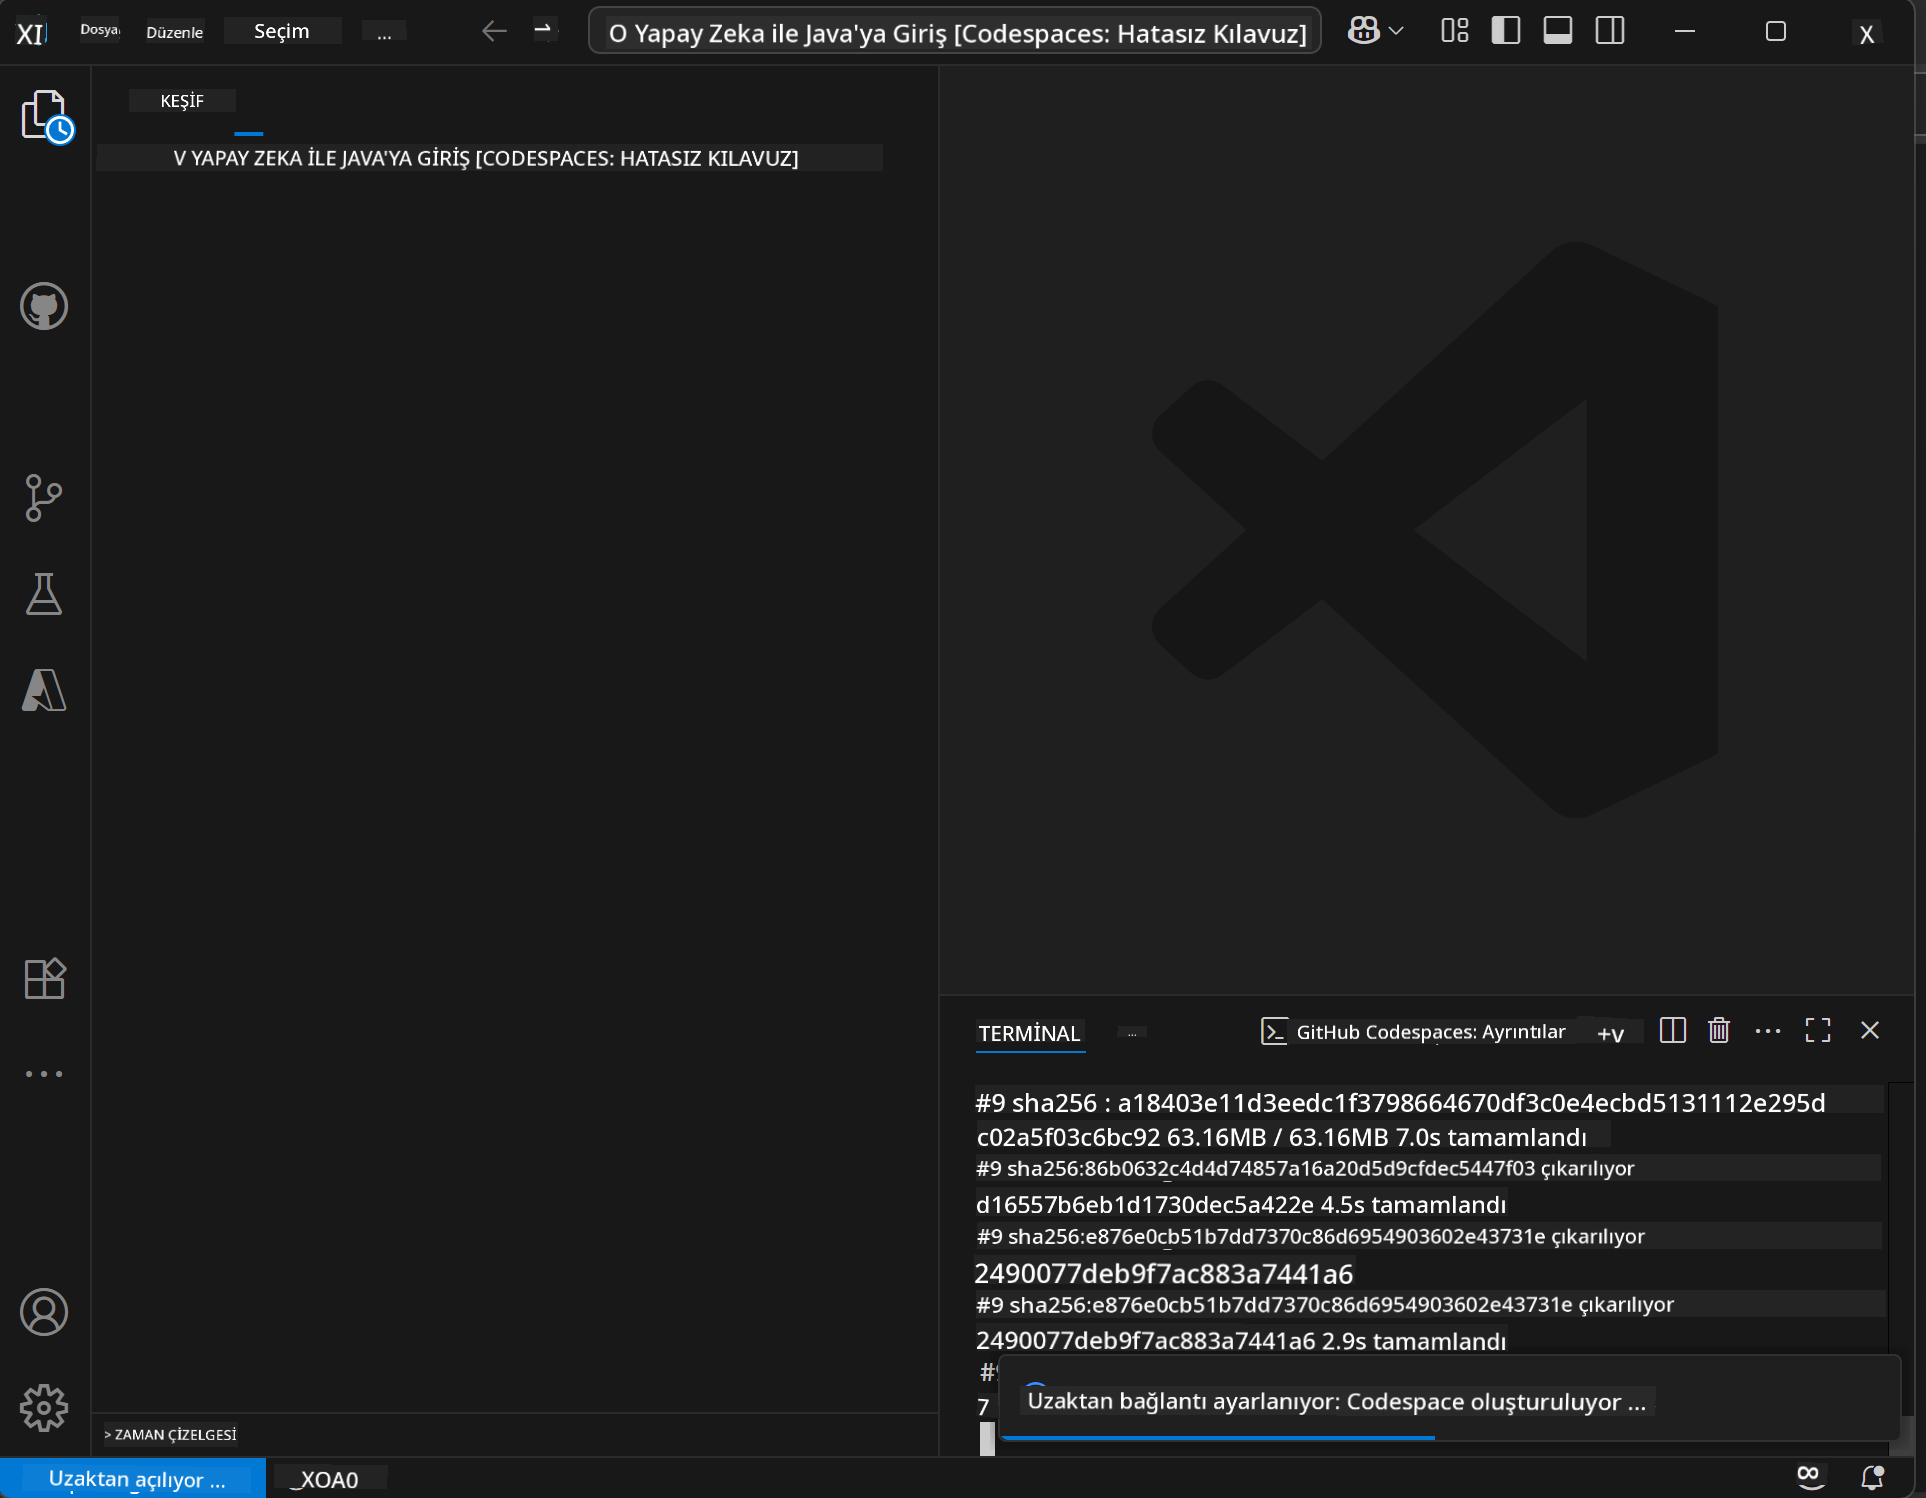 XI
Dosya
Düzenle
Seçim
...
O Yapay Zeka ile Java'ya Giriş [Codespaces: Hatasız Kılavuz]
X
KEŞİF
V YAPAY ZEKA İLE JAVA'YA GİRİŞ [CODESPACES: HATASIZ KILAVUZ]
TERMİNAL
...
GitHub Codespaces: Ayrıntılar
+v
#9 sha256 : a18403e11d3eedc1f3798664670df3c0e4ecbd5131112e295d
c02a5f03c6bc92 63.16MB / 63.16MB 7.0s tamamlandı
#9 sha256:86b0632c4d4d74857a16a20d5d9cfdec5447f03 çıkarılıyor
d16557b6eb1d1730dec5a422e 4.5s tamamlandı
#9 sha256:e876e0cb51b7dd7370c86d6954903602e43731e çıkarılıyor
2490077deb9f7ac883a7441a6
#9 sha256:e876e0cb51b7dd7370c86d6954903602e43731e çıkarılıyor
2490077deb9f7ac883a7441a6 2.9s tamamlandı
#9
7
Uzaktan bağlantı ayarlanıyor: Codespace oluşturuluyor ...
> ZAMAN ÇİZELGESİ
Uzaktan açılıyor ...
_XOA0